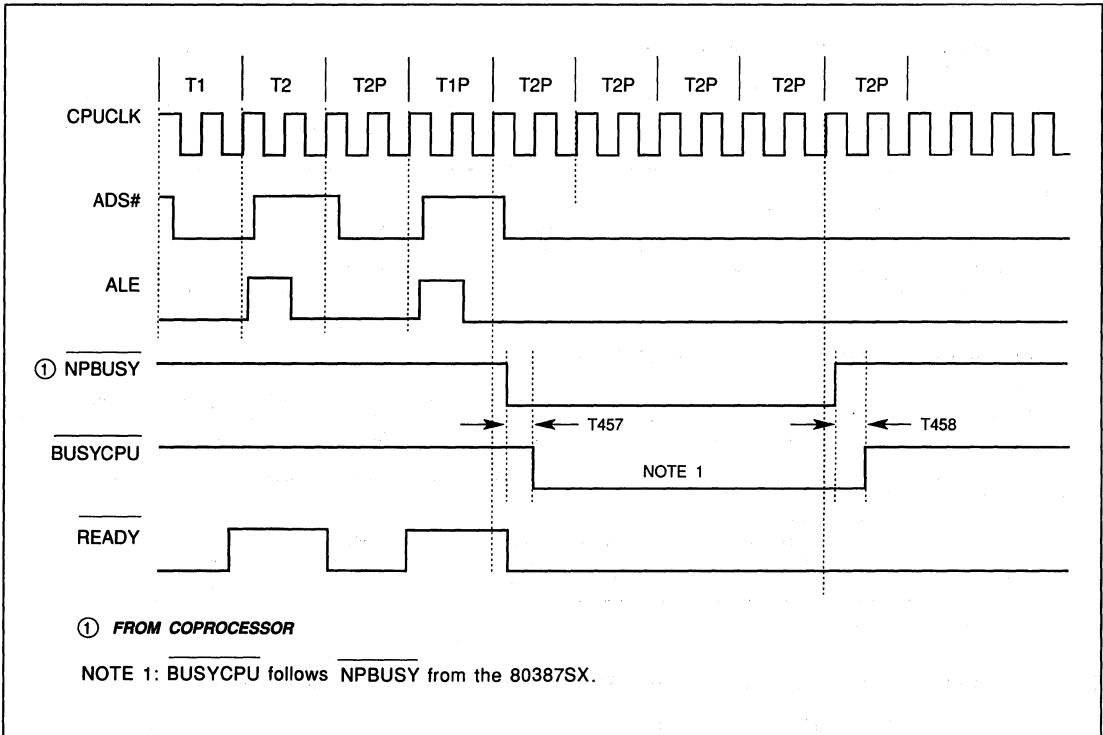 T1 T2 T2P T1P T2P T2P T2P T2P T2P
CPUCLK
ADS#
ALE
① NPBUSY
T457 T458
BUSYCPU
NOTE 1
READY
① FROM COPROCESSOR
NOTE 1: BUSYCPU follows NPBUSY from the 80387SX.